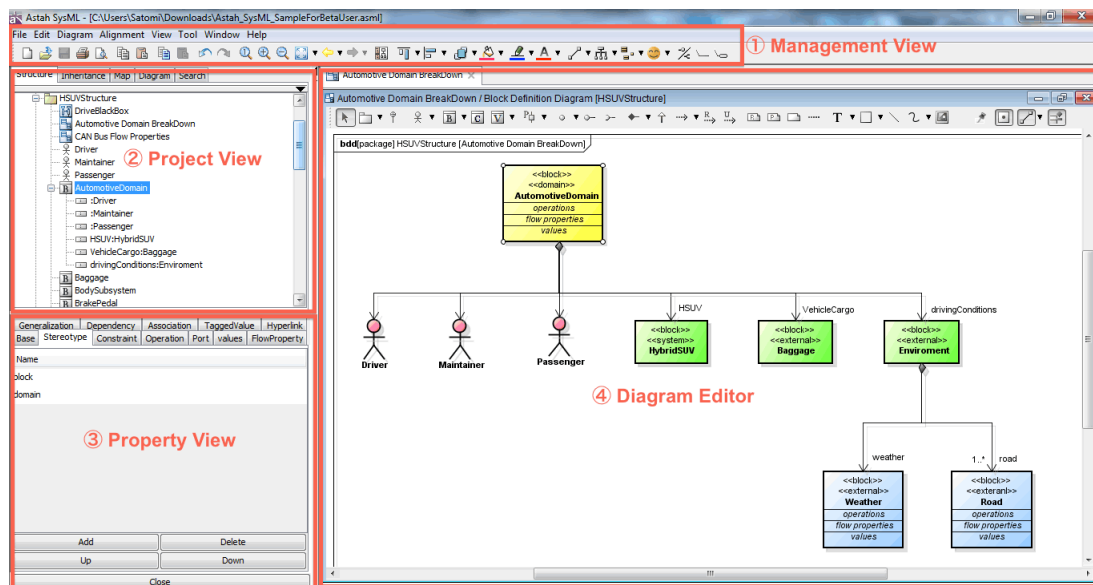 Astah SysML - [C:\Users\Satomi\Downloads\Astah_SysML_SampleForBetaUser.asml]
File Edit Diagram Alignment View Tool Window Help
① Management View
Structure Inheritance Map Diagram Search
HSUVStructure
DriveBlackBox
Automotive Domain BreakDown
CAN Bus Flow Properties
Driver
Maintainer
Passenger
② Project View
AutomotiveDomain
:Driver
:Maintainer
:Passenger
HSUV:HybridSUV
VehicleCargo:Baggage
drivingConditions:Enviroment
Baggage
BodySubsystem
BrakePedal
Generalization Dependency Association TaggedValue Hyperlink
Base Stereotype Constraint Operation Port values FlowProperty
Name
block
domain
③ Property View
Add Delete
Up Down
Close
Automotive Domain BreakDown
Automotive Domain BreakDown / Block Definition Diagram [HSUVStructure]
bdd[package] HSUVStructure [Automotive Domain BreakDown]
<<block>>
<<domain>>
AutomotiveDomain
operations
flow properties
values
HSUV
VehicleCargo
drivingConditions
Driver
Maintainer
Passenger
<<block>>
<<system>>
HybridSUV
<<block>>
<<external>>
Baggage
<<block>>
<<external>>
Enviroment
④ Diagram Editor
weather
1..* road
<<block>>
<<external>>
Weather
operations
flow properties
values
<<block>>
<<exteranl>>
Road
operations
flow properties
values